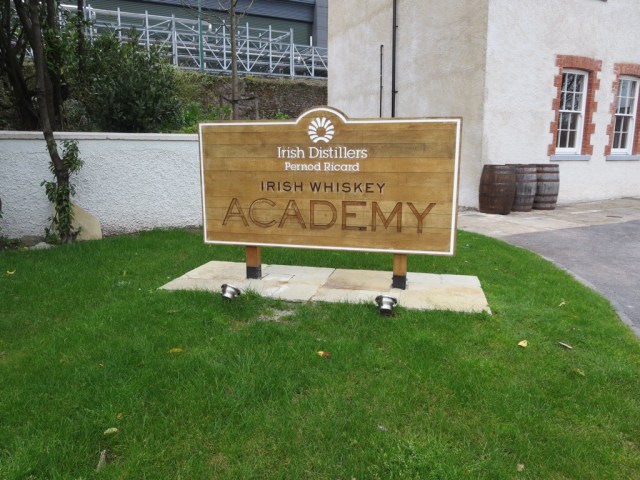 Irish Distillers
Pernod Ricard
IRISH WHISKEY
ACADEMY